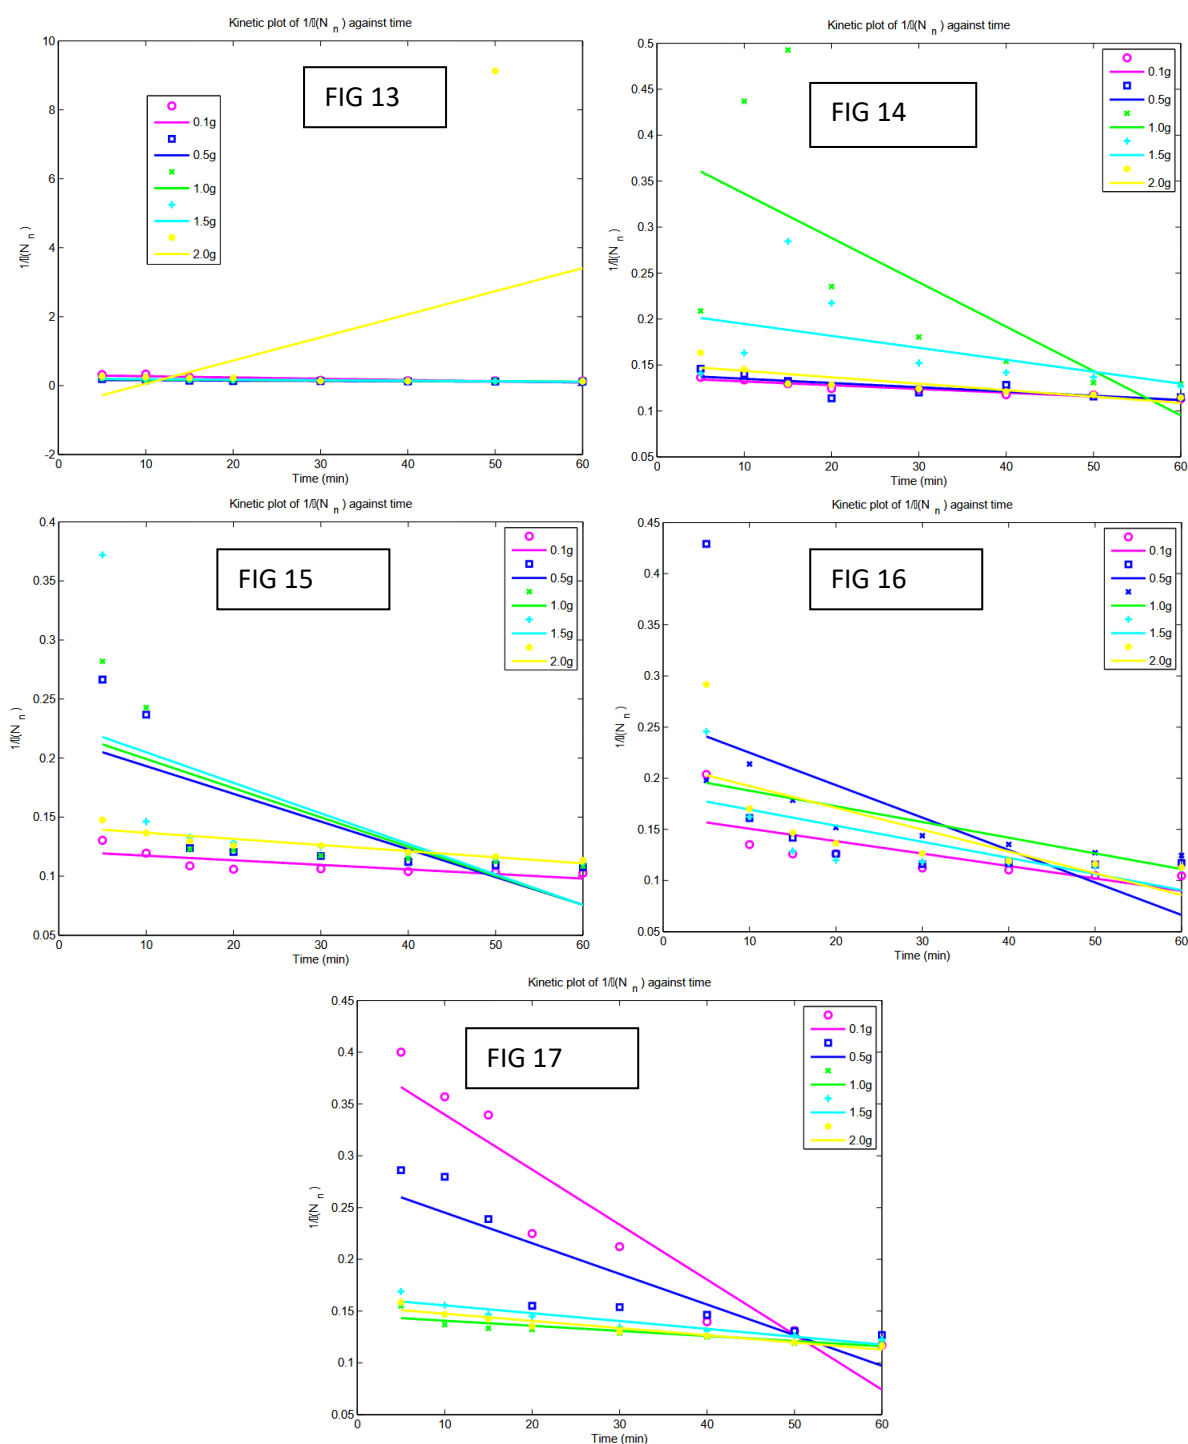 Kinetic plot of 1/▯(N n ) against time
10
8
6
4
2
0
-2
0
10
20
30
40
50
60
Time (min)
1/▯(N n )
FIG 13
0.1g
0.5g
1.0g
1.5g
2.0g
Kinetic plot of 1/▯(N n ) against time
0.5
0.45
0.4
0.35
0.3
0.25
0.2
0.15
0.1
0.05
0
10
20
30
40
50
60
Time (min)
1/▯(N n )
FIG 14
0.1g
0.5g
1.0g
1.5g
2.0g
Kinetic plot of 1/▯(N n ) against time
0.4
0.35
0.3
0.25
0.2
0.15
0.1
0.05
0
10
20
30
40
50
60
Time (min)
1/▯(N n )
FIG 15
0.1g
0.5g
1.0g
1.5g
2.0g
Kinetic plot of 1/▯(N n ) against time
0.45
0.4
0.35
0.3
0.25
0.2
0.15
0.1
0.05
0
10
20
30
40
50
60
Time (min)
1/▯(N n )
FIG 16
0.1g
0.5g
1.0g
1.5g
2.0g
Kinetic plot of 1/▯(N n ) against time
0.45
0.4
0.35
0.3
0.25
0.2
0.15
0.1
0.05
0
10
20
30
40
50
60
Time (min)
1/▯(N n )
FIG 17
0.1g
0.5g
1.0g
1.5g
2.0g